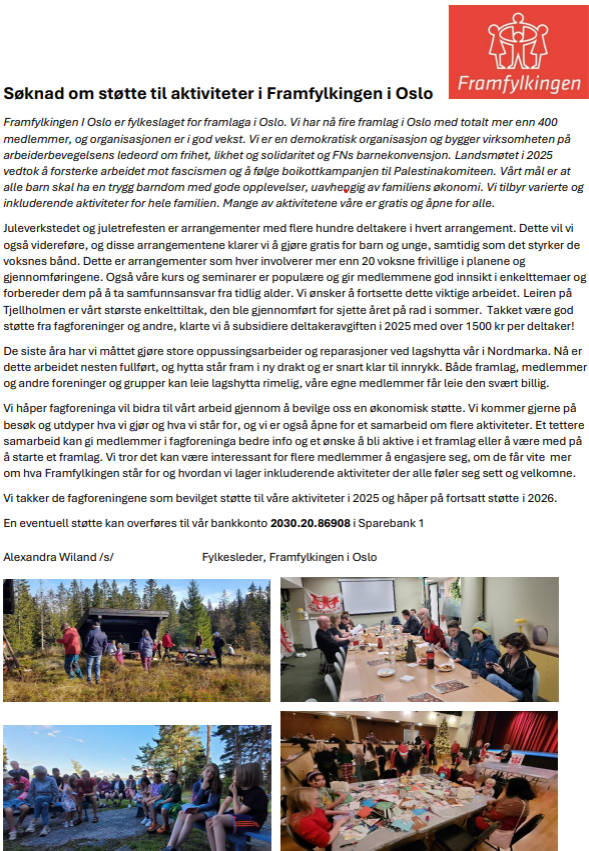 Framfylkingen
Søknad om støtte til aktiviteter i Framfylkingen i Oslo
Framfylkingen I Oslo er fylkeslaget for framlaga i Oslo. Vi har nå fire framlag i Oslo med totalt mer enn 400
medlemmer, og organisasjonen er i god vekst. Vi er en demokratisk organisasjon og bygger virksomheten på
arbeiderbevegelsens ledeord om frihet, likhet og solidaritet og FNs barnekonvensjon. Landsmøtet i 2025
vedtok å forsterke arbeidet mot fascismen og å følge boikottkampanjen til Palestinakomiteen. Vårt mål er at
alle barn skal ha en trygg barndom med gode opplevelser, uavhengig av familiens økonomi. Vi tilbyr varierte og
inkluderende aktiviteter for hele familien. Mange av aktivitetene våre er gratis og åpne for alle.
Juleverkstedet og juletrefesten er arrangementer med flere hundre deltakere i hvert arrangement. Dette vil vi
også videreføre, og disse arrangementene klarer vi å gjøre gratis for barn og unge, samtidig som det styrker de
voksnes bånd. Dette er arrangementer som hver involverer mer enn 20 voksne frivillige i planene og
gjennomføringene. Også våre kurs og seminarer er populære og gir medlemmene god innsikt i enkelttemaer og
forbereder dem på å ta samfunnsansvar fra tidlig alder. Vi ønsker å fortsette dette viktige arbeidet. Leiren på
Tjellholmen er vårt største enkelttiltak, den ble gjennomført for sjette året på rad i sommer. Takket være god
støtte fra fagforeninger og andre, klarte vi å subsidiere deltakeravgiften i 2025 med over 1500 kr per deltaker!
De siste åra har vi måttet gjøre store oppussingsarbeider og reparasjoner ved lagshytta vår i Nordmarka. Nå er
dette arbeidet nesten fullført, og hytta står fram i ny drakt og er snart klar til innrykk. Både framlag, medlemmer
og andre foreninger og grupper kan leie lagshytta rimelig, våre egne medlemmer får leie den svært billig.
Vi håper fagforeninga vil bidra til vårt arbeid gjennom å bevilge oss en økonomisk støtte. Vi kommer gjerne på
besøk og utdyper hva vi gjør og hva vi står for, og vi er også åpne for et samarbeid om flere aktiviteter. Et tettere
samarbeid kan gi medlemmer i fagforeninga bedre info og et ønske å bli aktive i et framlag eller å være med på
å starte et framlag. Vi tror det kan være interessant for flere medlemmer å engasjere seg, om de får vite mer
om hva Framfylkingen står for og hvordan vi lager inkluderende aktiviteter der alle føler seg sett og velkomne.
Vi takker de fagforeningene som bevilget støtte til våre aktiviteter i 2025 og håper på fortsatt støtte i 2026.
En eventuell støtte kan overføres til vår bankkonto 2030.20.86908 i Sparebank 1
Alexandra Wiland /s/ Fylkesleder, Framfylkingen i Oslo